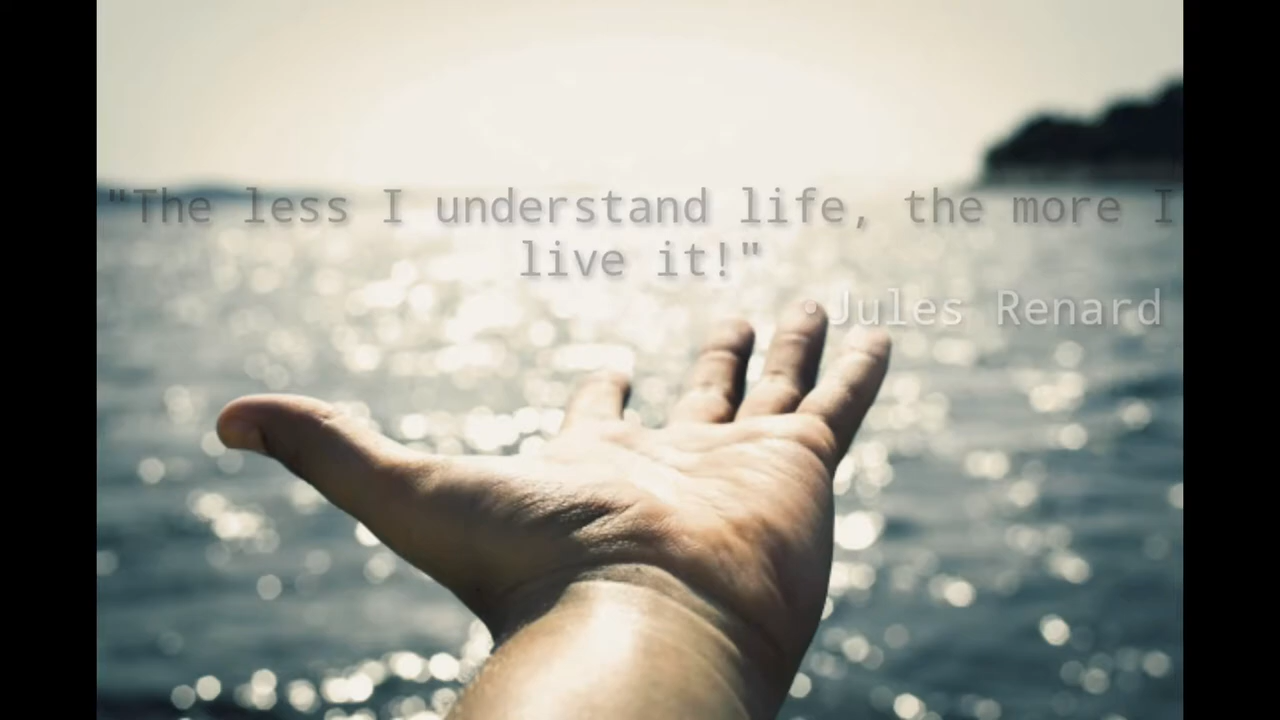 "The less I understand life, the more I
live it!"
•Jules Renard